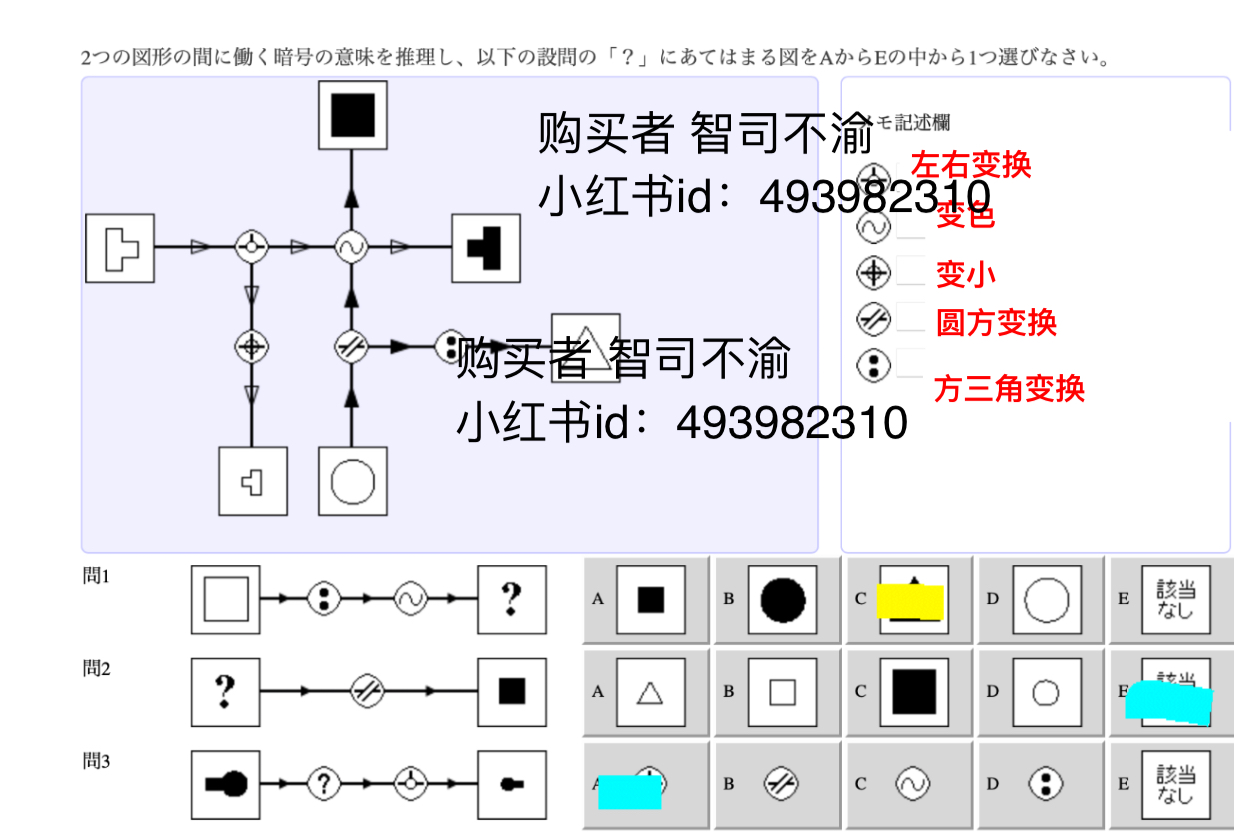 2つの図形の間に働く暗号の意味を推理し、以下の設問の「？」にあてはまる図をAからEの中から1つ選びなさい。
购买者 智司不渝
モ記述欄
小红书id：493982310
左右变换
变色
变小
圆方变换
方三角变换
购买者 智司不渝
小红书id：493982310
問1
?
A
B
C
D
E 該当なし
問2
?
A
B
C
D
E 該当
問3
?
A
B
C
D
E 該当なし